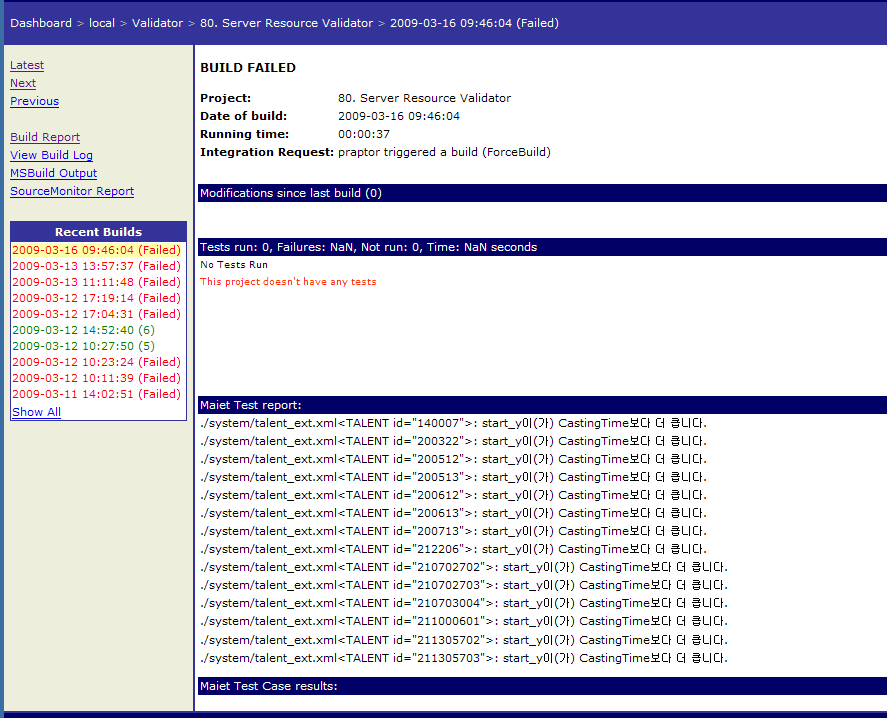 Dashboard > local > Validator > 80. Server Resource Validator > 2009-03-16 09:46:04 (Failed)
Latest
Next
Previous
Build Report
View Build Log
MSBuild Output
SourceMonitor Report
Recent Builds
2009-03-16 09:46:04 (Failed)
2009-03-13 13:57:37 (Failed)
2009-03-13 11:11:48 (Failed)
2009-03-12 17:19:14 (Failed)
2009-03-12 17:04:31 (Failed)
2009-03-12 14:52:40 (6)
2009-03-12 10:27:50 (5)
2009-03-12 10:23:24 (Failed)
2009-03-12 10:11:39 (Failed)
2009-03-11 14:02:51 (Failed)
Show All
BUILD FAILED
Project: 80. Server Resource Validator
Date of build: 2009-03-16 09:46:04
Running time: 00:00:37
Integration Request: praptor triggered a build (ForceBuild)
Modifications since last build (0)
Tests run: 0, Failures: NaN, Not run: 0, Time: NaN seconds
No Tests Run
This project doesn't have any tests
Maiet Test report:
./system/talent_ext.xml<TALENT id="140007">: start_y이(가) CastingTime보다 더 큽니다.
./system/talent_ext.xml<TALENT id="200322">: start_y이(가) CastingTime보다 더 큽니다.
./system/talent_ext.xml<TALENT id="200512">: start_y이(가) CastingTime보다 더 큽니다.
./system/talent_ext.xml<TALENT id="200513">: start_y이(가) CastingTime보다 더 큽니다.
./system/talent_ext.xml<TALENT id="200612">: start_y이(가) CastingTime보다 더 큽니다.
./system/talent_ext.xml<TALENT id="200613">: start_y이(가) CastingTime보다 더 큽니다.
./system/talent_ext.xml<TALENT id="200713">: start_y이(가) CastingTime보다 더 큽니다.
./system/talent_ext.xml<TALENT id="212206">: start_y이(가) CastingTime보다 더 큽니다.
./system/talent_ext.xml<TALENT id="210702702">: start_y이(가) CastingTime보다 더 큽니다.
./system/talent_ext.xml<TALENT id="210702703">: start_y이(가) CastingTime보다 더 큽니다.
./system/talent_ext.xml<TALENT id="210703004">: start_y이(가) CastingTime보다 더 큽니다.
./system/talent_ext.xml<TALENT id="211000601">: start_y이(가) CastingTime보다 더 큽니다.
./system/talent_ext.xml<TALENT id="211305702">: start_y이(가) CastingTime보다 더 큽니다.
./system/talent_ext.xml<TALENT id="211305703">: start_y이(가) CastingTime보다 더 큽니다.
Maiet Test Case results: